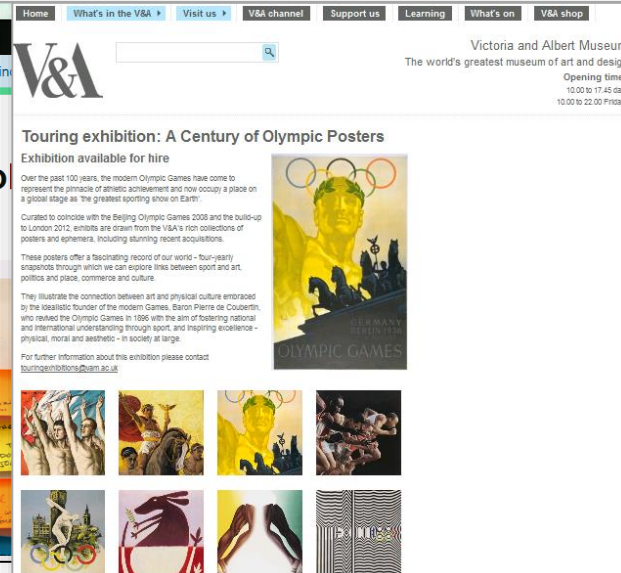 Home What's in the V&A Visit us V&A channel Support us Learning What's on V&A shop
V&A
Victoria and Albert Museum
The world's greatest museum of art and desig
Opening time
10.00 to 17.45 da
10.00 to 22.00 Frida
Touring exhibition: A Century of Olympic Posters
Exhibition available for hire
Over the past 100 years, the modern Olympic Games have come to
represent the pinnacle of athletic achievement and now occupy a place on
a global stage as 'the greatest sporting show on Earth'.
Curated to coincide with the Beijing Olympic Games 2008 and the build-up
to London 2012, exhibits are drawn from the V&A's rich collections of
posters and ephemera, including stunning recent acquisitions.
These posters offer a fascinating record of our world - four-yearly
snapshots through which we can explore links between sport and art,
politics and place, commerce and culture.
They illustrate the connection between art and physical culture embraced
by the idealistic founder of the modern Games, Baron Pierre de Coubertin,
who revived the Olympic Games in 1896 with the aim of fostering national
and international understanding through sport, and inspiring excellence -
physical, moral and aesthetic - in society at large.
For further information about this exhibition please contact
touringexhibitions@vam.ac.uk
GERMANY
BERLIN 1936
OLYMPIC GAMES